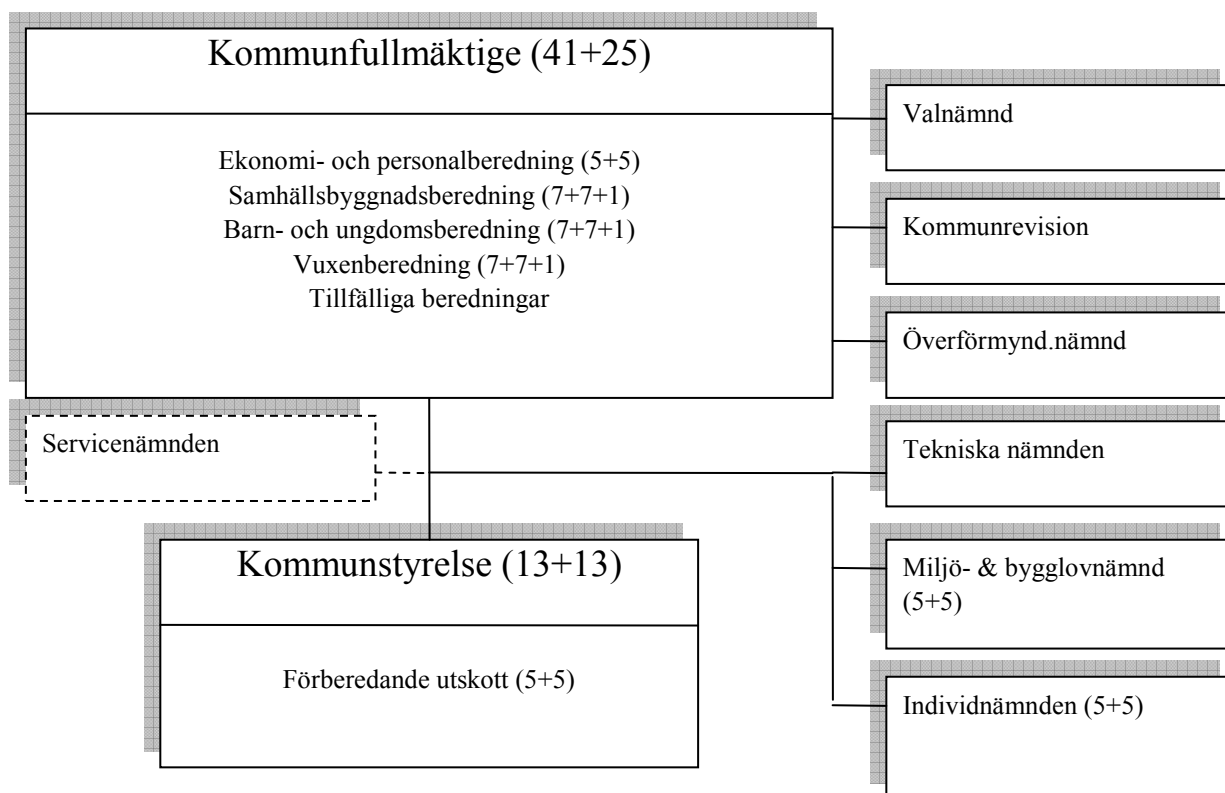 Kommunfullmäktige (41+25)
Ekonomi- och personalberedning (5+5)
Samhällsbyggnadsberedning (7+7+1)
Barn- och ungdomsberedning (7+7+1)
Vuxenberedning (7+7+1)
Tillfälliga beredningar
Valnämnd
Kommunrevision
Överförmynd.nämnd
Servicenämnden
Tekniska nämnden
Kommunstyrelse (13+13)
Förberedande utskott (5+5)
Miljö- & bygglovnämnd
(5+5)
Individnämnden (5+5)